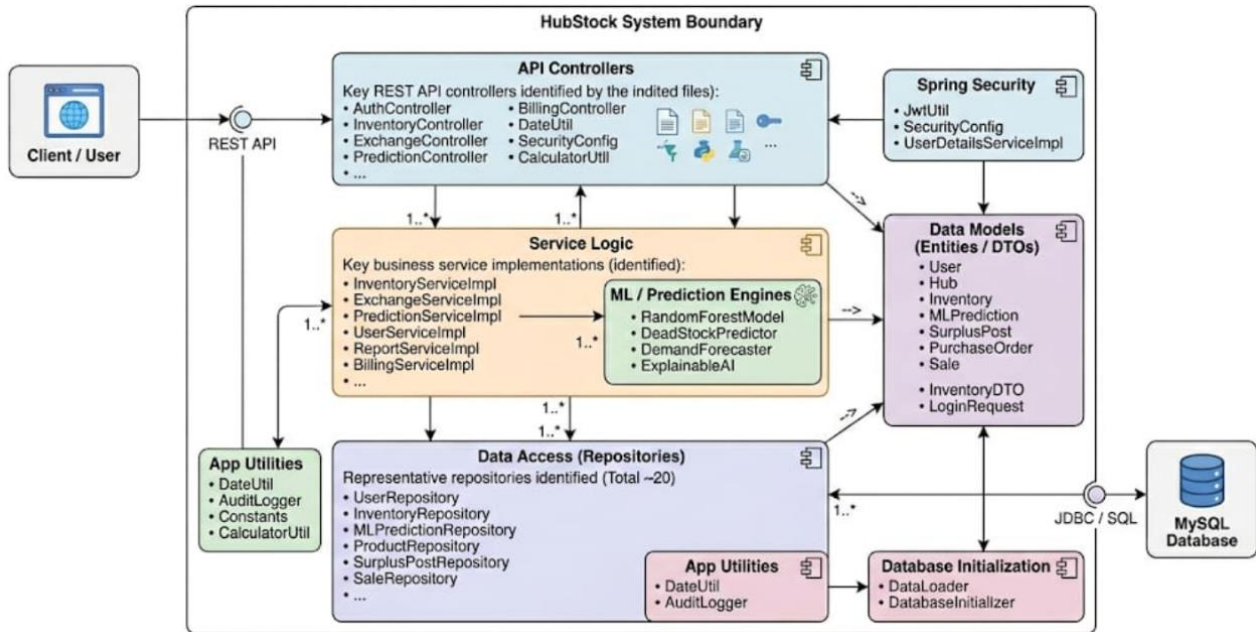 HubStock System Boundary
Client / User
REST API
API Controllers
Key REST API controllers identified by the indited files):
• AuthController
• InventoryController
• ExchangeController
• PredictionController
• ...
• BillingController
• DateUtil
• SecurityConfig
• CalculatorUtil
...
Spring Security
• JwtUtil
• SecurityConfig
• UserDetailsServiceImpl
1..*
1..*
-->
Service Logic
Key business service implementations (identified):
• InventoryServiceImpl
• ExchangeServiceImpl
• PredictionServiceImpl
• UserServiceImpl
• ReportServiceImpl
• BillingServiceImpl
• ...
1..*
1..*
ML / Prediction Engines
• RandomForestModel
• DeadStockPredictor
• DemandForecaster
• ExplainableAI
-->
Data Models
(Entities / DTOs)
• User
• Hub
• Inventory
• MLPrediction
• SurplusPost
• PurchaseOrder
• Sale
• InventoryDTO
• LoginRequest
1..*
1..*
-->
App Utilities
• DateUtil
• AuditLogger
• Constants
• CalculatorUtil
Data Access (Repositories)
Representative repositories identified (Total ~20)
• UserRepository
• InventoryRepository
• MLPredictionRepository
• ProductRepository
• SurplusPostRepository
• SaleRepository
• ...
1..*
JDBC / SQL
MySQL
Database
App Utilities
• DateUtil
• AuditLogger
Database Initialization
• DataLoader
• DatabaseInitializer